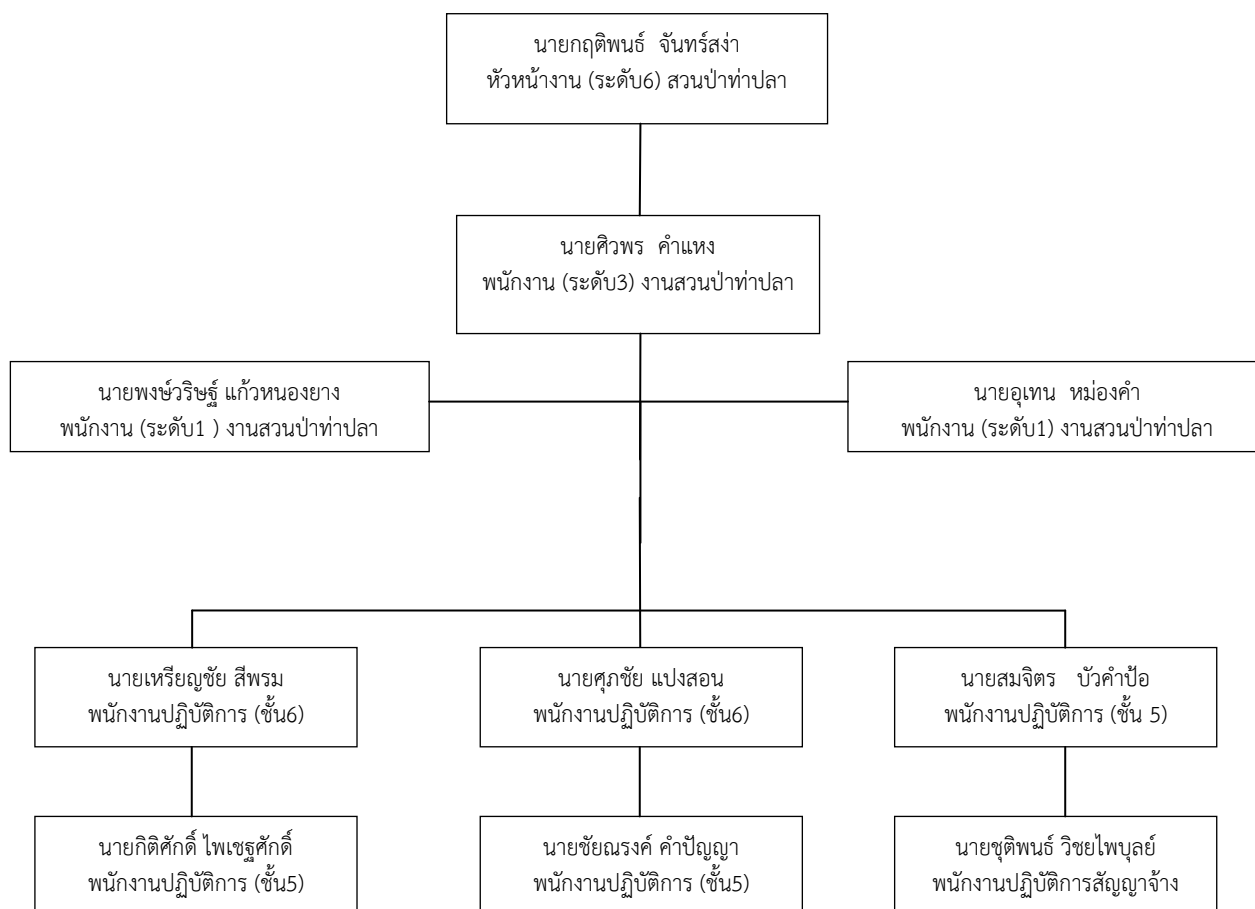 นายกฤติพนธ์ จันทร์สง่า
หัวหน้างาน (ระดับ6) สวนป่าท่าปลา
นายศิวพร คำแหง
พนักงาน (ระดับ3) งานสวนป่าท่าปลา
นายพงษ์วริษฐ์ แก้วหนองยาง
พนักงาน (ระดับ1 ) งานสวนป่าท่าปลา
นายอุเทน หม่องคำ
พนักงาน (ระดับ1) งานสวนป่าท่าปลา
นายเหรียญชัย สีพรม
พนักงานปฏิบัติการ (ชั้น6)
นายศุภชัย แปงสอน
พนักงานปฏิบัติการ (ชั้น6)
นายสมจิตร บัวคำป้อ
พนักงานปฏิบัติการ (ชั้น 5)
นายกิติศักดิ์ ไพเชฐศักดิ์
พนักงานปฏิบัติการ (ชั้น5)
นายชัยณรงค์ คำปัญญา
พนักงานปฏิบัติการ (ชั้น5)
นายชุติพนธ์ วิชยไพบุลย์
พนักงานปฏิบัติการสัญญาจ้าง